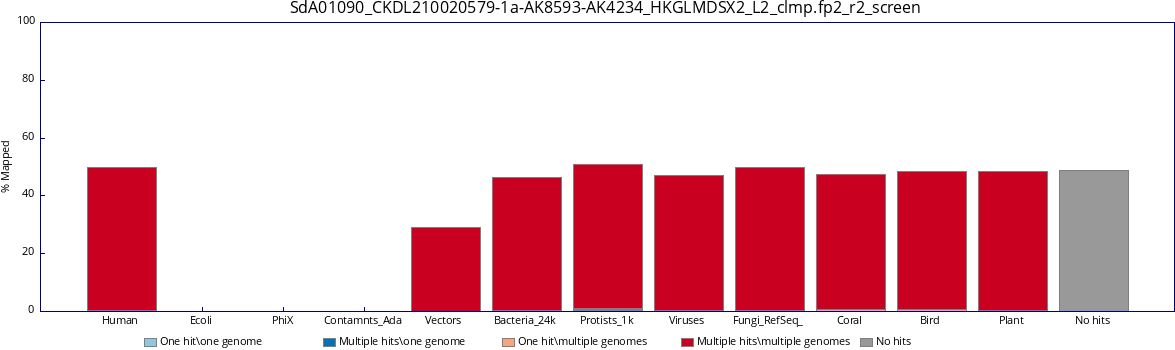 SdA01090_CKDL210020579-1a-AK8593-AK4234_HKGLMDSX2_L2_clmp.fp2_r2_screen
100
80
60
40
20
0
% Mapped
Human Ecoli PhiX Contamnts_Ada Vectors Bacteria_24k Protists_1k Viruses Fungi_RefSeq_ Coral Bird Plant No hits
One hit\one genome Multiple hits\one genome One hit\multiple genomes Multiple hits\multiple genomes No hits